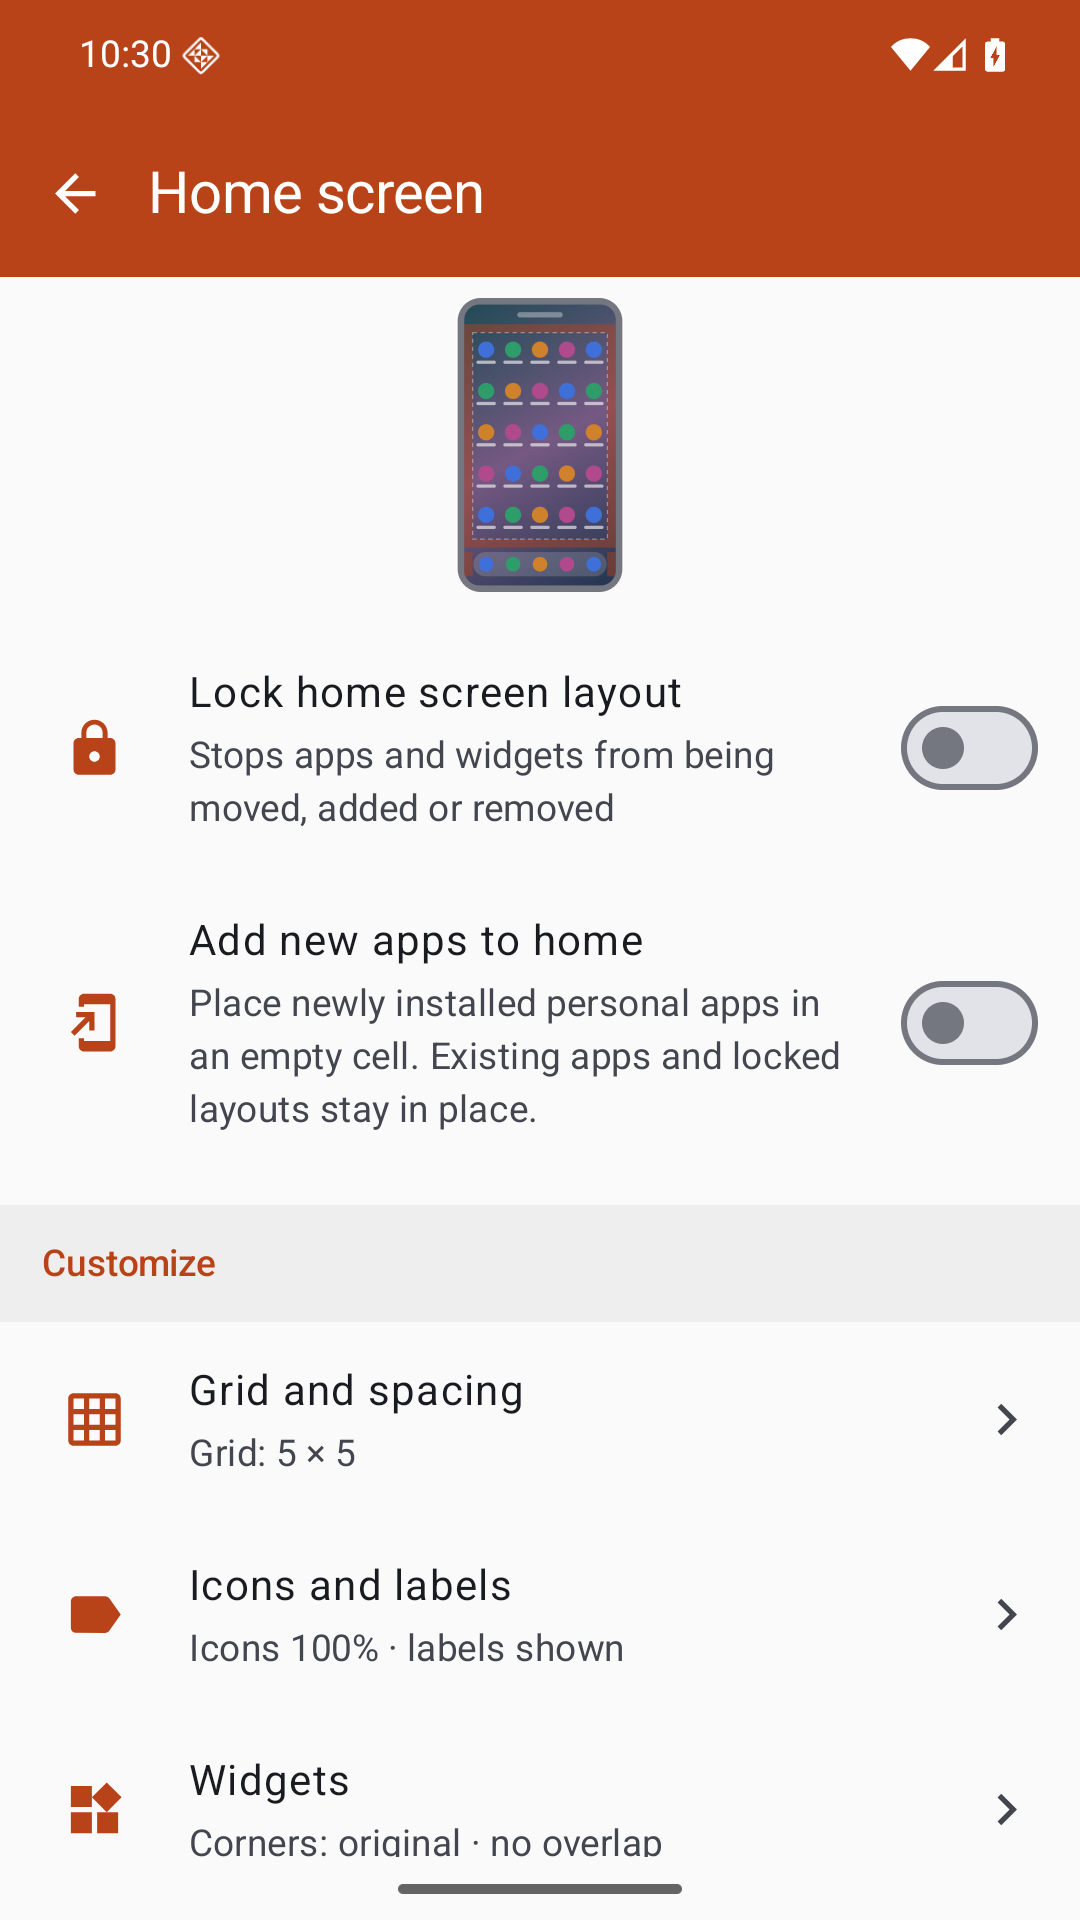 10:30
Home screen
Lock home screen layout
Stops apps and widgets from being
moved, added or removed
Add new apps to home
Place newly installed personal apps in
an empty cell. Existing apps and locked
layouts stay in place.
Customize
Grid and spacing
Grid: 5 × 5
Icons and labels
Icons 100% · labels shown
Widgets
Corners: original · no overlap